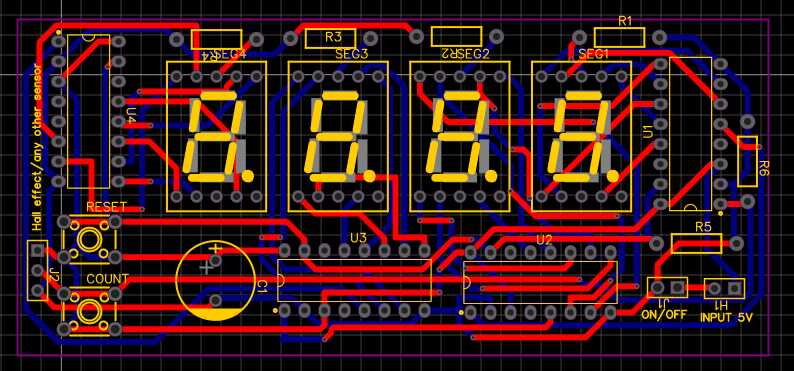 R1
R3
R4
SEG4
SEG3
R2
SEG2
SEG1
Hall effect/any other sensor
U4
U1
R6
RESET
U3
U2
R5
J2
COUNT
C1
J1
H1
ON/OFF
INPUT 5V